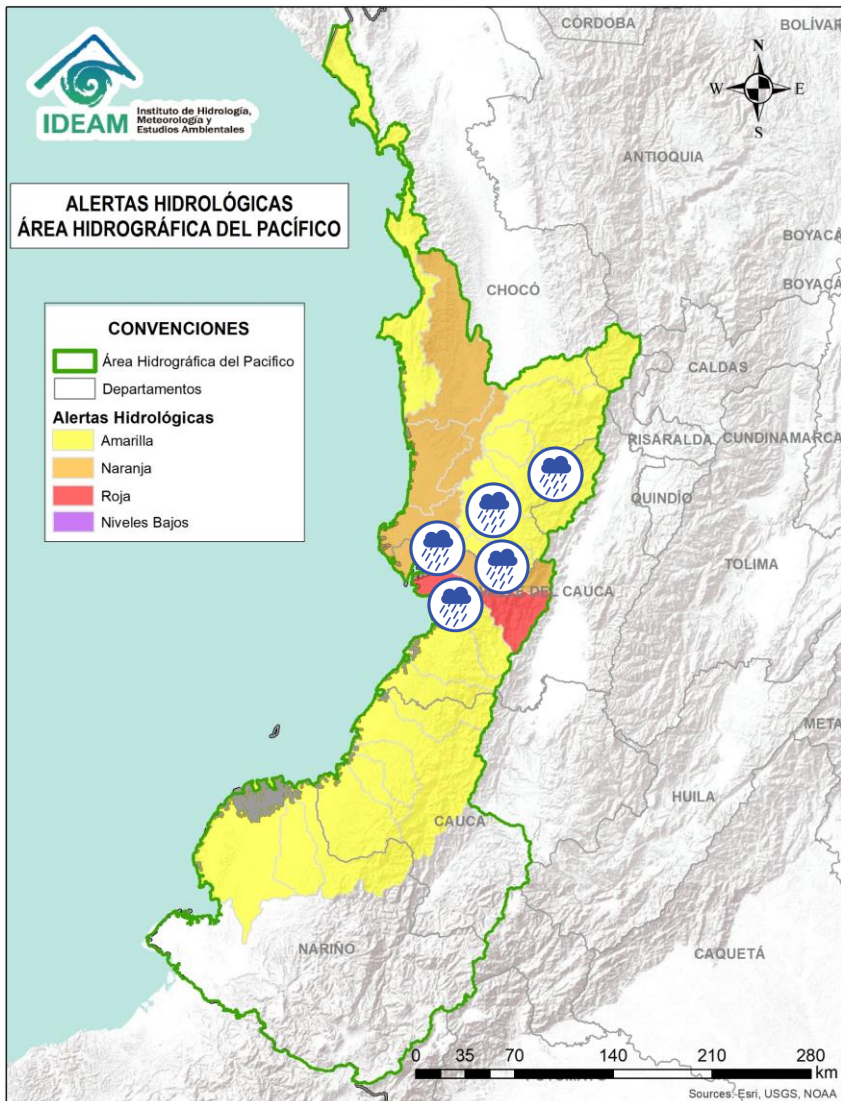 CÓRDOBA
BOLÍVAR
IDEAM
Instituto de Hidrología,
Meteorología y
Estudios Ambientales
N
W
E
S
ANTIOQUIA
ALERTAS HIDROLÓGICAS
ÁREA HIDROGRÁFICA DEL PACÍFICO
BOYACÁ
BOYACÁ
CHOCÓ
CONVENCIONES
Área Hidrográfica del Pacifico
Departamentos
Alertas Hidrológicas
Amarilla
Naranja
Roja
Niveles Bajos
CALDAS
RISARALDA
CUNDINAMARCA
QUINDÍO
TOLIMA
DEL CAUCA
META
HUILA
CAUCA
NARIÑO
CAQUETÁ
0 35 70 140 210 280
km
Sources: Esri, USGS, NOAA